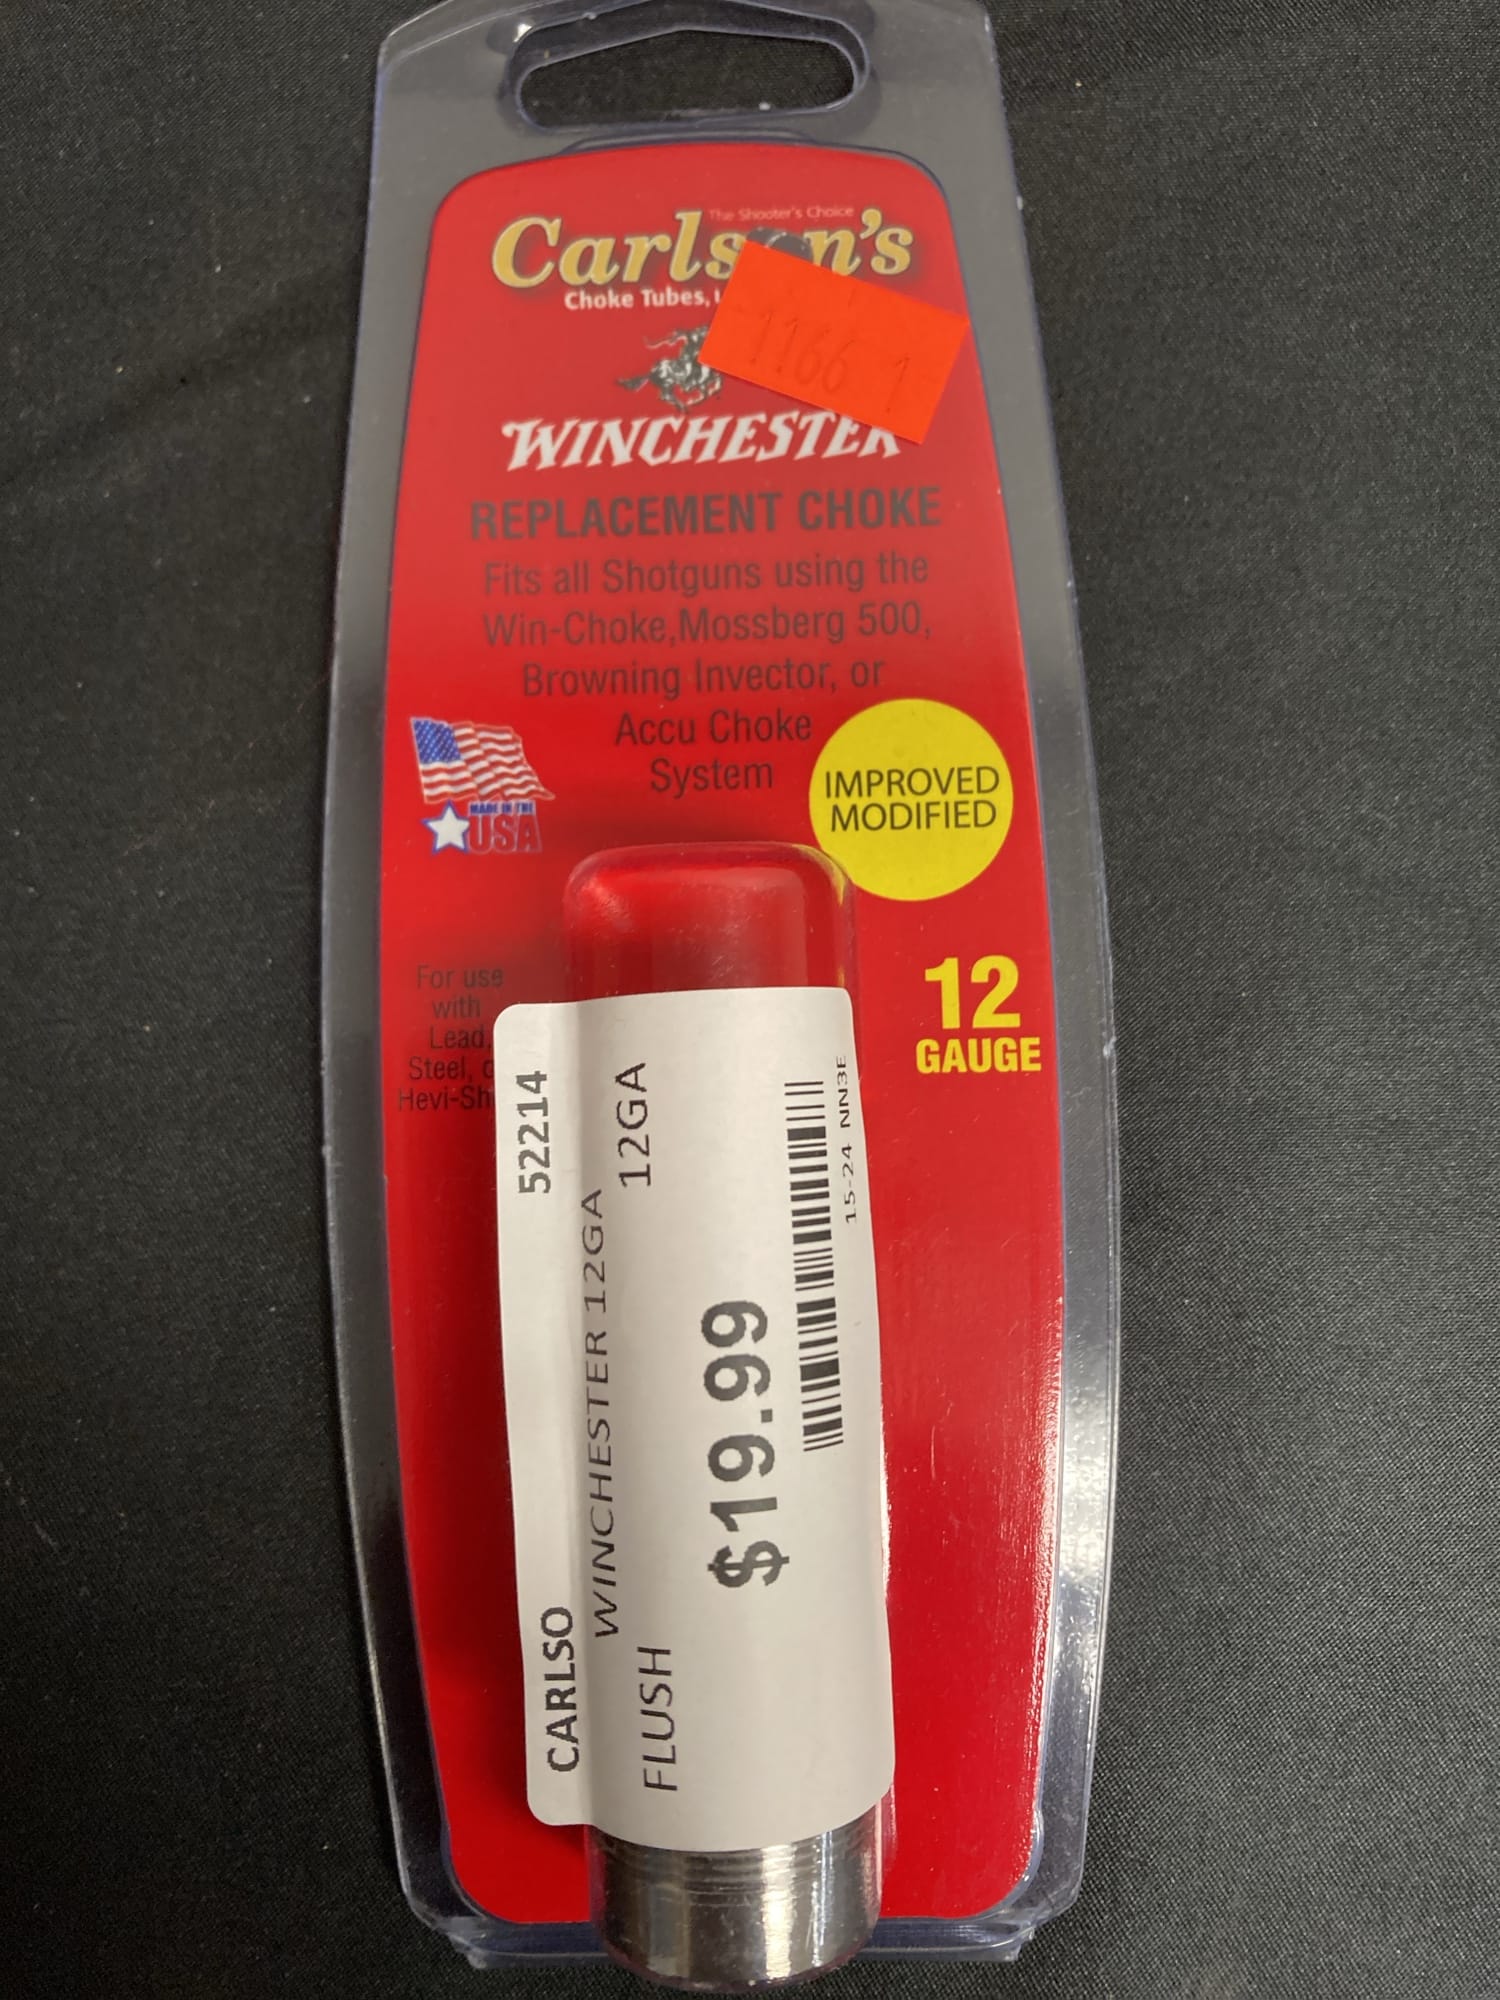 The Shooter's Choice
Carlson's
Choke Tubes,
1166 1
WINCHESTER
REPLACEMENT CHOKE
Fits all Shotguns using the
Win-Choke,Mossberg 500,
Browning Invector, or
Accu Choke
System
IMPROVED
MODIFIED
MADE IN THE
USA
For use
with
Lead,
Steel,
Hevi-Sh
12
GAUGE
CARLSO 52214
WINCHESTER 12GA
FLUSH 12GA
$19.99
15-24 NN3E